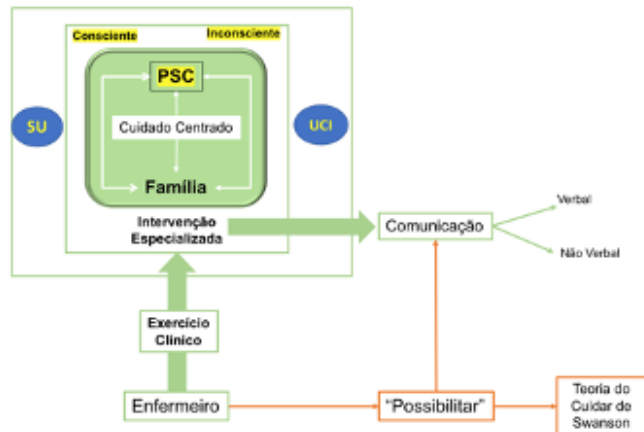 Consciente
Inconsciente
PSC
SU
Cuidado Centrado
UCI
Família
Intervenção
Especializada
Comunicação
Verbal
Não Verbal
Exercício
Clínico
Enfermeiro
"Possibilitar"
Teoria do
Cuidar de
Swanson